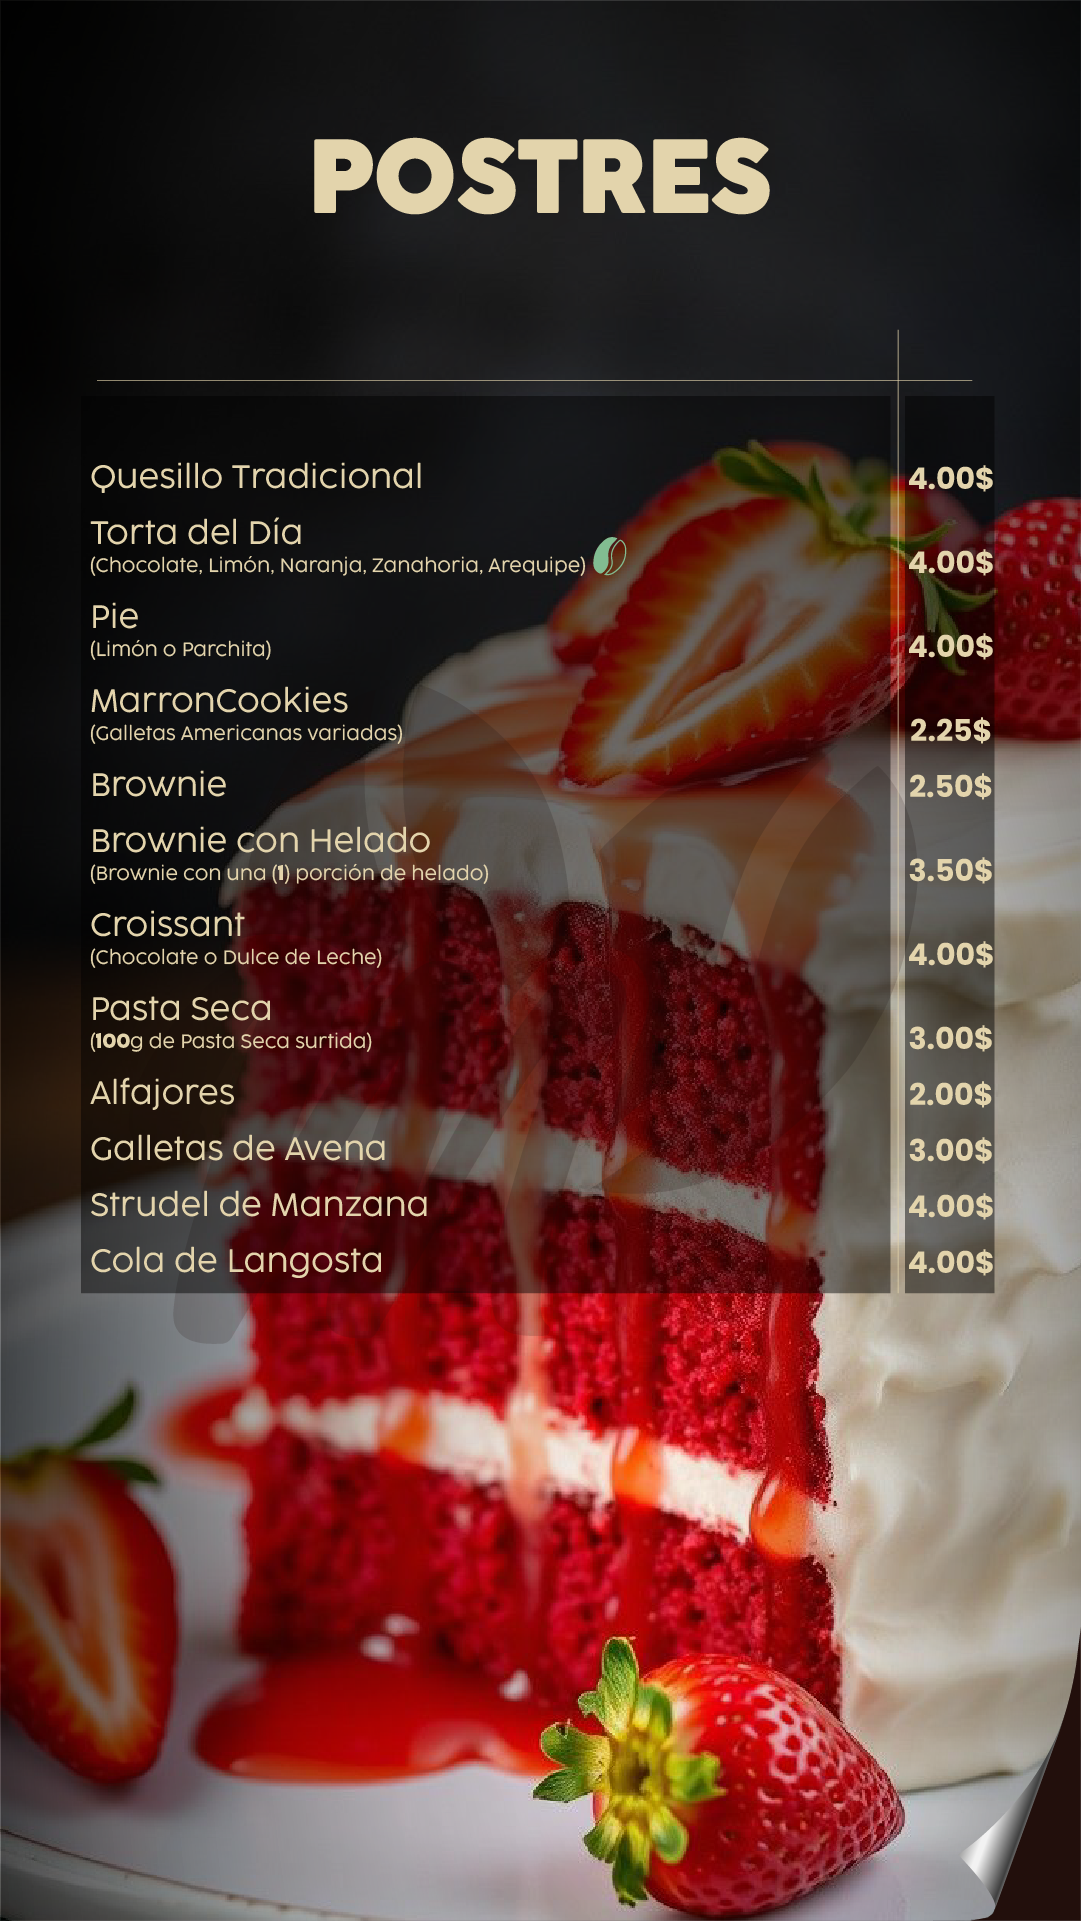 POSTRES
Quesillo Tradicional 4.00$
Torta del Día
(Chocolate, Limón, Naranja, Zanahoria, Arequipe) 4.00$
Pie
(Limón o Parchita) 4.00$
MarronCookies
(Galletas Americanas variadas) 2.25$
Brownie 2.50$
Brownie con Helado
(Brownie con una (1) porción de helado) 3.50$
Croissant
(Chocolate o Dulce de Leche) 4.00$
Pasta Seca
(100g de Pasta Seca surtida) 3.00$
Alfajores 2.00$
Galletas de Avena 3.00$
Strudel de Manzana 4.00$
Cola de Langosta 4.00$